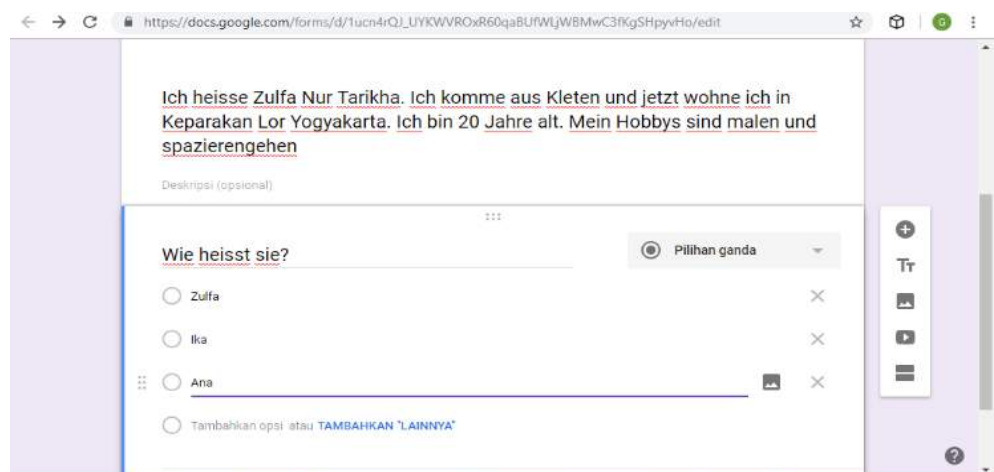 https://docs.google.com/forms/d/1ucn4rQJ_UYKWVROxR60qaBUfWLjWBMwC3fKgSHpyvHo/edit
G
Ich heisse Zulfa Nur Tarikha. Ich komme aus Kleten und jetzt wohne ich in
Keparakan Lor Yogyakarta. Ich bin 20 Jahre alt. Mein Hobbys sind malen und
spazierengehen
Deskripsi (opsional)
Wie heisst sie?
Pilihan ganda
Zulfa
Ika
Ana
Tambahkan opsi atau TAMBAHKAN "LAINNYA"